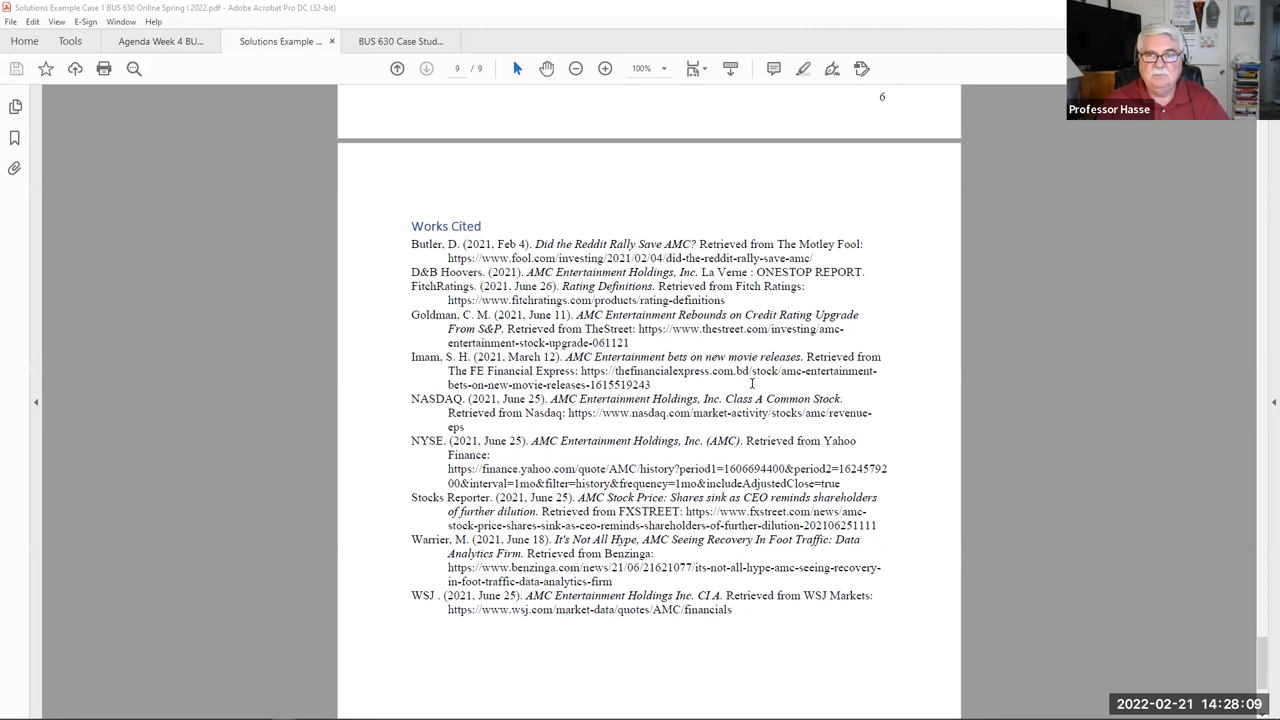 Solutions Example Case 1 BUS 630 Online Spring I 2022.pdf - Adobe Acrobat Pro DC (32-bit)
File Edit View E-Sign Window Help
Home Tools Agenda Week 4 BU... Solutions Example ... × BUS 630 Case Stud...
9 / 9 100%
Professor Hasse
6
Works Cited
Butler, D. (2021, Feb 4). Did the Reddit Rally Save AMC? Retrieved from The Motley Fool:
https://www.fool.com/investing/2021/02/04/did-the-reddit-rally-save-amc/
D&B Hoovers. (2021). AMC Entertainment Holdings, Inc. La Verne : ONESTOP REPORT.
FitchRatings. (2021, June 26). Rating Definitions. Retrieved from Fitch Ratings:
https://www.fitchratings.com/products/rating-definitions
Goldman, C. M. (2021, June 11). AMC Entertainment Rebounds on Credit Rating Upgrade
From S&P. Retrieved from TheStreet: https://www.thestreet.com/investing/amc-
entertainment-stock-upgrade-061121
Imam, S. H. (2021, March 12). AMC Entertainment bets on new movie releases. Retrieved from
The FE Financial Express: https://thefinancialexpress.com.bd/stock/amc-entertainment-
bets-on-new-movie-releases-1615519243
NASDAQ. (2021, June 25). AMC Entertainment Holdings, Inc. Class A Common Stock.
Retrieved from Nasdaq: https://www.nasdaq.com/market-activity/stocks/amc/revenue-
eps
NYSE. (2021, June 25). AMC Entertainment Holdings, Inc. (AMC). Retrieved from Yahoo
Finance:
https://finance.yahoo.com/quote/AMC/history?period1=1606694400&period2=16245792
00&interval=1mo&filter=history&frequency=1mo&includeAdjustedClose=true
Stocks Reporter. (2021, June 25). AMC Stock Price: Shares sink as CEO reminds shareholders
of further dilution. Retrieved from FXSTREET: https://www.fxstreet.com/news/amc-
stock-price-shares-sink-as-ceo-reminds-shareholders-of-further-dilution-202106251111
Warrier, M. (2021, June 18). It's Not All Hype, AMC Seeing Recovery In Foot Traffic: Data
Analytics Firm. Retrieved from Benzinga:
https://www.benzinga.com/news/21/06/21621077/its-not-all-hype-amc-seeing-recovery-
in-foot-traffic-data-analytics-firm
WSJ . (2021, June 25). AMC Entertainment Holdings Inc. CI A. Retrieved from WSJ Markets:
https://www.wsj.com/market-data/quotes/AMC/financials
2022-02-21 14:28:09